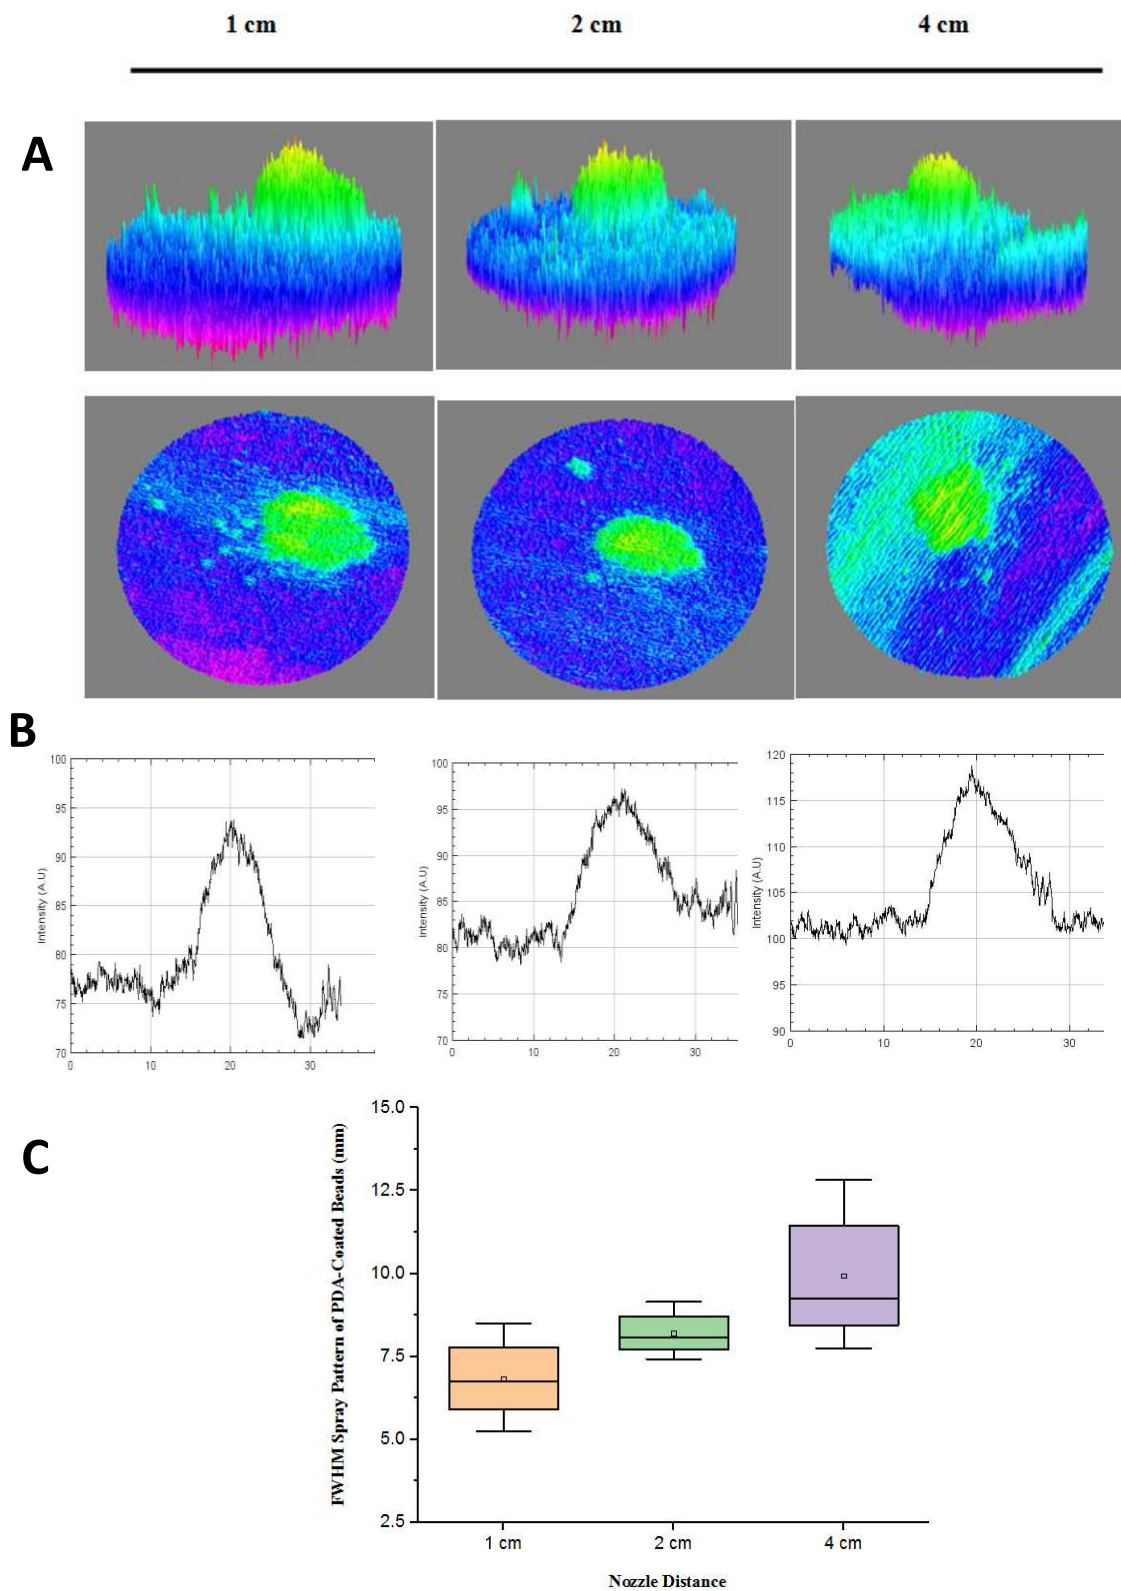 1 cm 2 cm 4 cm
A
B
100
95
90
85
80
75
70
Intensity (A.U)
0 10 20 30
100
95
90
85
80
75
70
Intensity (A.U)
0 10 20 30
120
115
110
105
100
95
90
Intensity (A.U)
0 10 20 30
C
15.0
12.5
10.0
7.5
5.0
2.5
FWHM Spray Pattern of PDA-Coated Beads (mm)
1 cm 2 cm 4 cm
Nozzle Distance